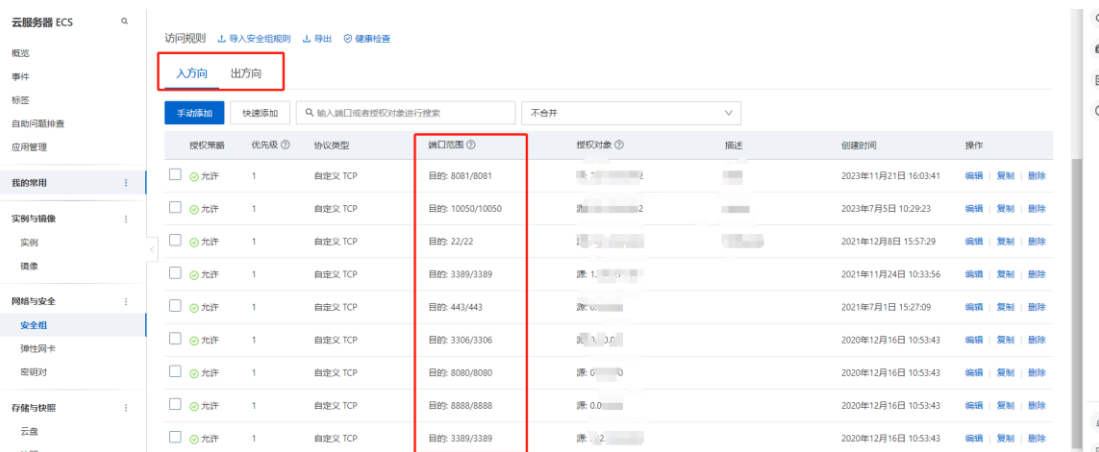 云服务器 ECS
概览
事件
标签
自助问题排查
应用管理
我的常用
实例与镜像
实例
镜像
网络与安全
安全组
弹性网卡
密钥对
存储与快照
云盘
访问规则 导入安全组规则 导出 健康检查
入方向 出方向
手动添加 快速添加 输入端口或者授权对象进行搜索 不合并
授权策略 优先级 协议类型 端口范围 授权对象 描述 创建时间 操作
允许 1 自定义 TCP 目的: 8081/8081 2023年11月21日 16:03:41 编辑 复制 删除
允许 1 自定义 TCP 目的: 10050/10050 2023年7月5日 10:29:23 编辑 复制 删除
允许 1 自定义 TCP 目的: 22/22 2021年12月8日 15:57:29 编辑 复制 删除
允许 1 自定义 TCP 目的: 3389/3389 源: 1. 2021年11月24日 10:33:56 编辑 复制 删除
允许 1 自定义 TCP 目的: 443/443 源: 2021年7月1日 15:27:09 编辑 复制 删除
允许 1 自定义 TCP 目的: 3306/3306 2020年12月16日 10:53:43 编辑 复制 删除
允许 1 自定义 TCP 目的: 8080/8080 源: 2020年12月16日 10:53:43 编辑 复制 删除
允许 1 自定义 TCP 目的: 8888/8888 源: 0.0 2020年12月16日 10:53:43 编辑 复制 删除
允许 1 自定义 TCP 目的: 3389/3389 源: 2020年12月16日 10:53:43 编辑 复制 删除